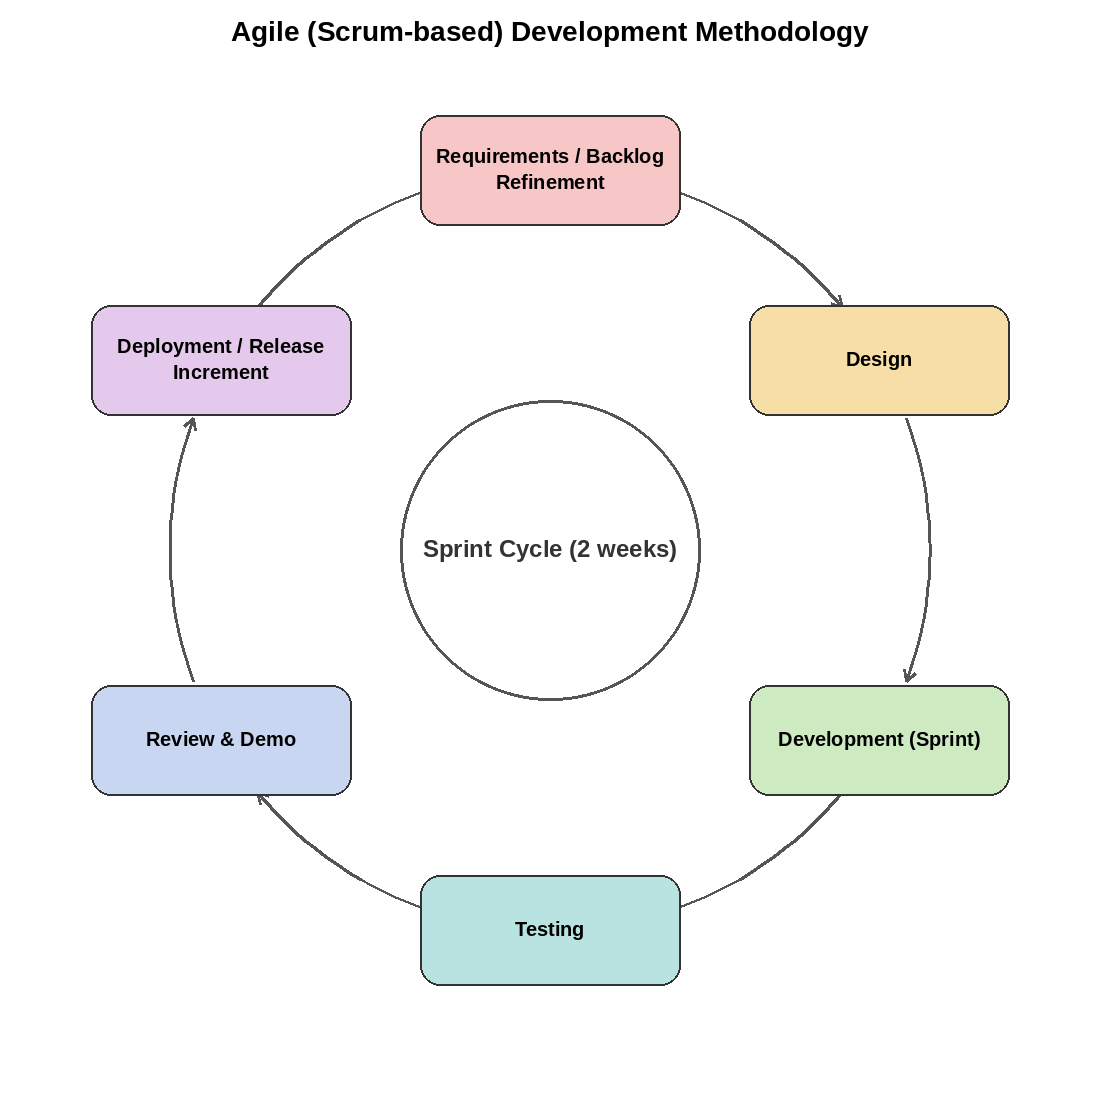 Agile (Scrum-based) Development Methodology
Requirements / Backlog
Refinement
Deployment / Release
Increment
Design
Sprint Cycle (2 weeks)
Review & Demo
Development (Sprint)
Testing